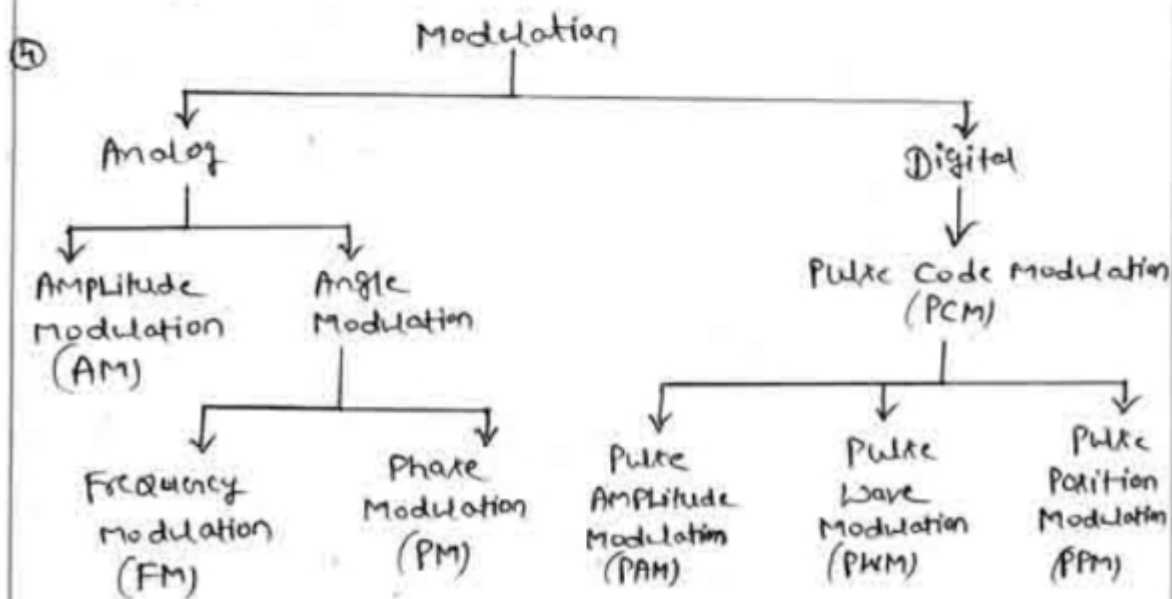 Modulation
④
Analog
Digital
Amplitude
Modulation
(AM)
Angle
Modulation
Pulse Code Modulation
(PCM)
Frequency
Modulation
(FM)
Phase
Modulation
(PM)
Pulse
Amplitude
Modulation
(PAM)
Pulse
Wave
Modulation
(PWM)
Pulse
Position
Modulation
(PPM)